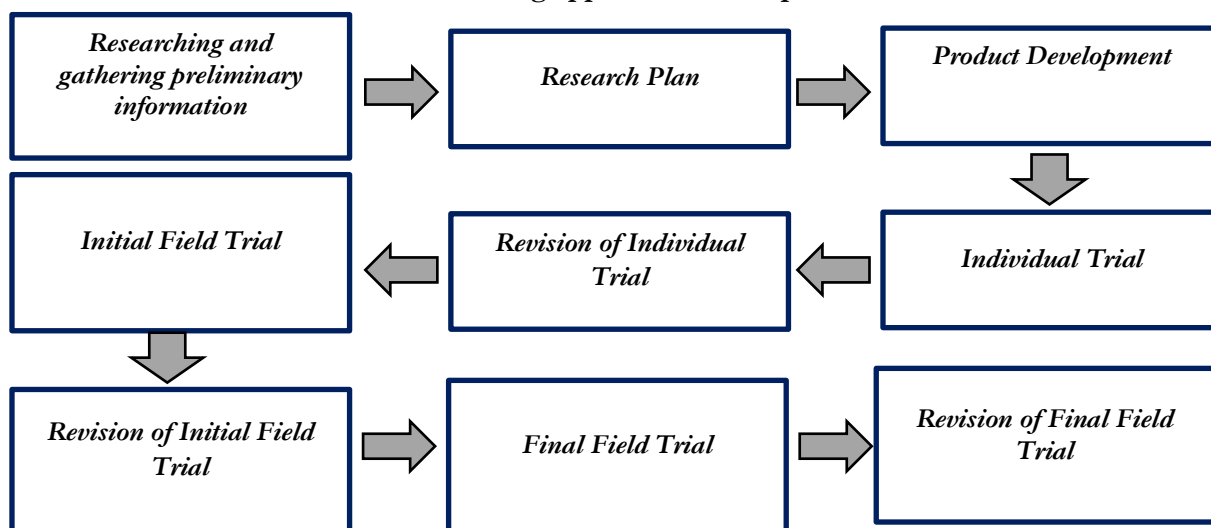 Researching and
gathering preliminary
information
Research Plan
Product Development
Individual Trial
Revision of Individual
Trial
Initial Field Trial
Revision of Initial Field
Trial
Final Field Trial
Revision of Final Field
Trial